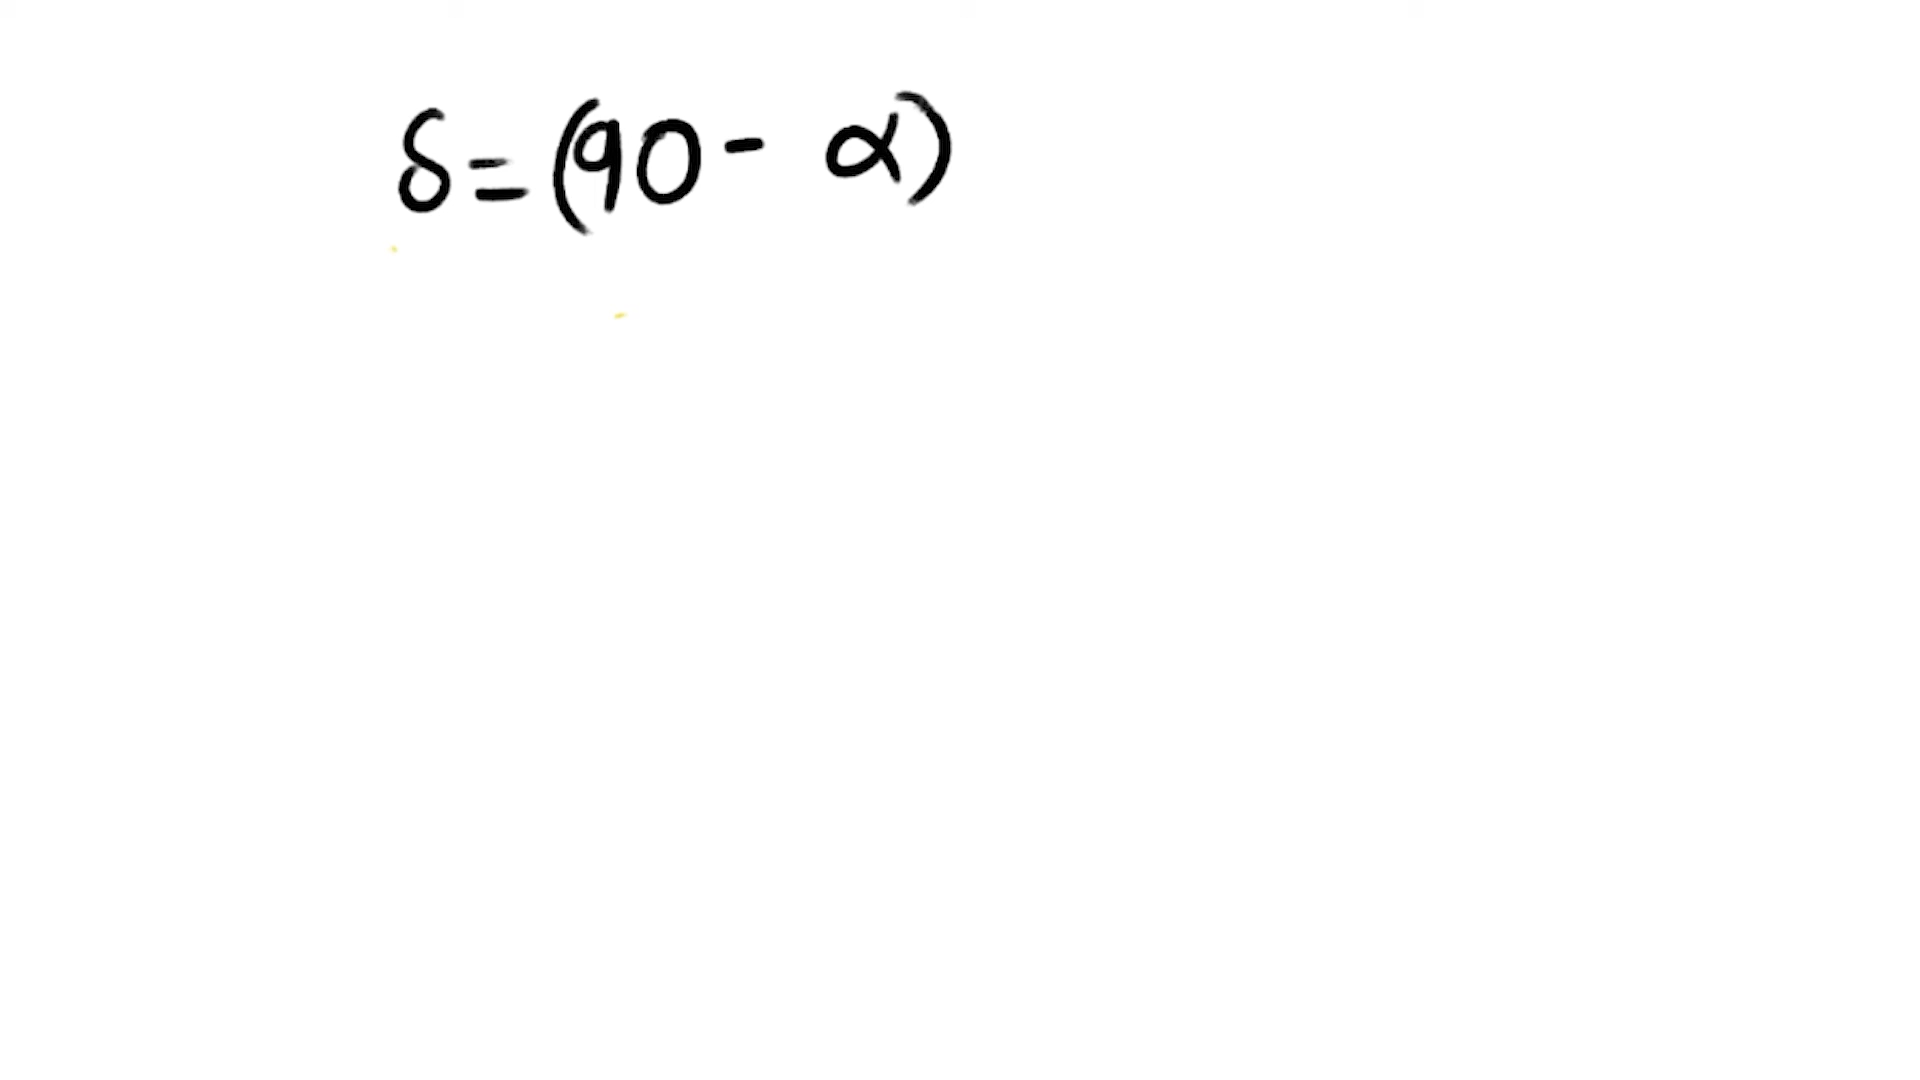 δ = (90 - α)